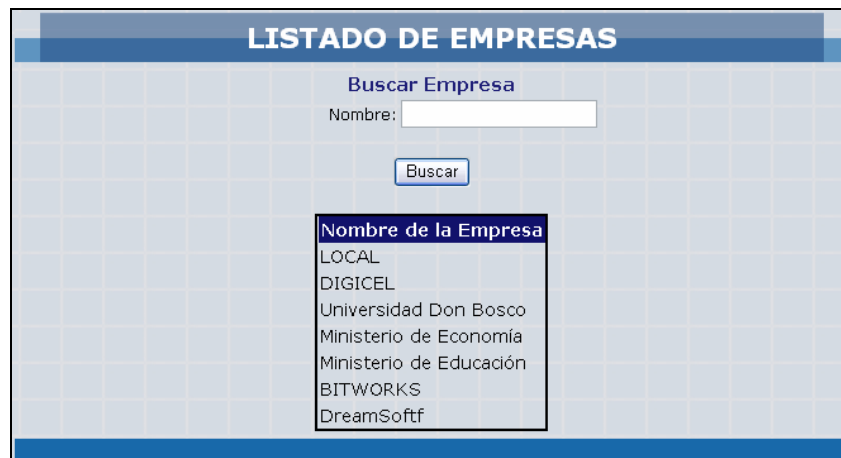 LISTADO DE EMPRESAS
Buscar Empresa
Nombre:
Buscar
Nombre de la Empresa
LOCAL
DIGICEL
Universidad Don Bosco
Ministerio de Economía
Ministerio de Educación
BITWORKS
DreamSoftf